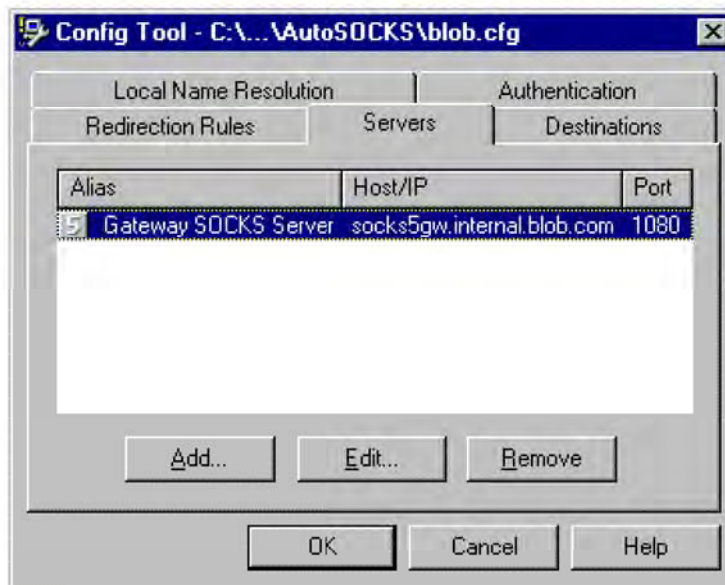 Config Tool - C:\...\AutoSOCKS\blob.cfg
Local Name Resolution Authentication
Redirection Rules Servers Destinations
Alias Host/IP Port
5 Gateway SOCKS Server socks5gw.internal.blob.com 1080
Add... Edit... Remove
OK Cancel Help